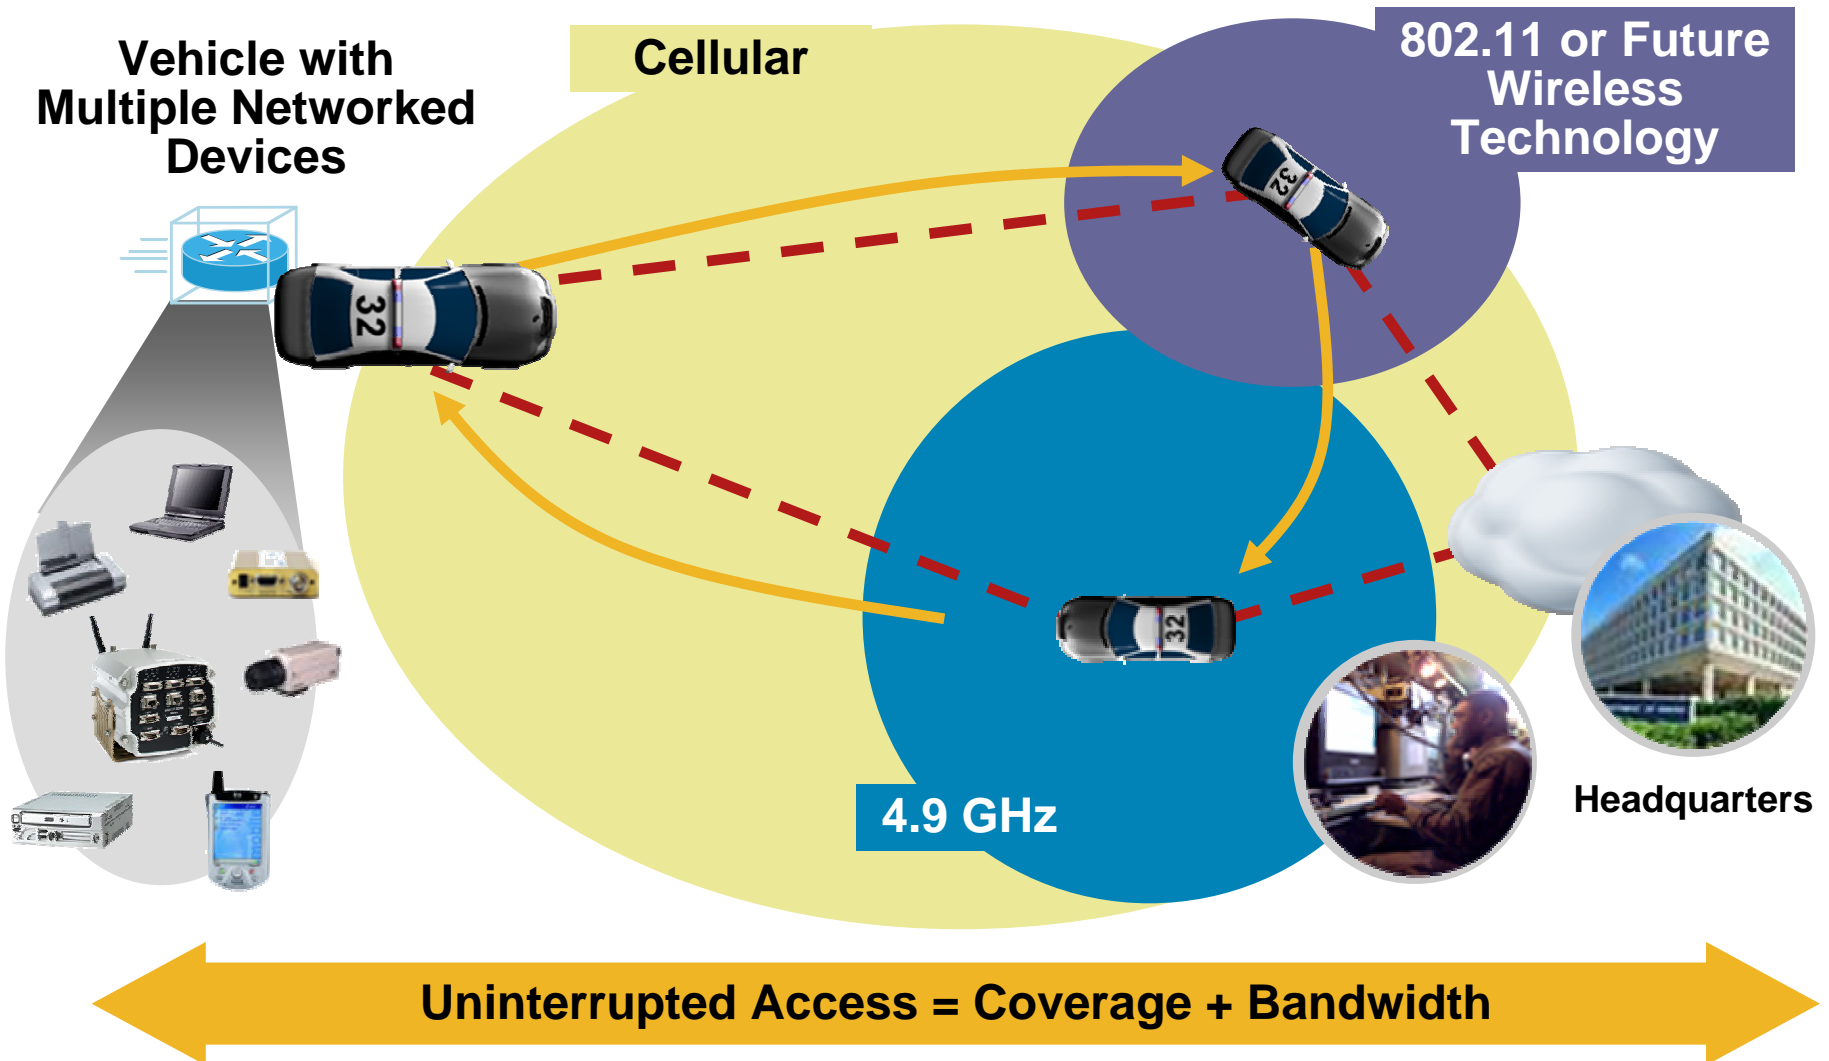 Vehicle with
Multiple Networked
Devices
Cellular
802.11 or Future
Wireless
Technology
32
32
32
4.9 GHz
Headquarters
Uninterrupted Access = Coverage + Bandwidth